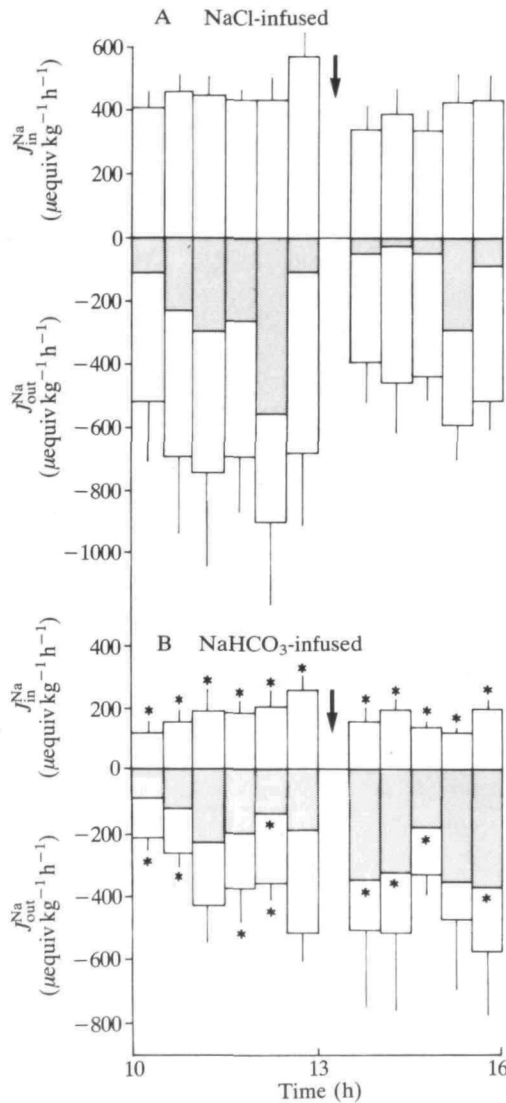 A NaCl-infused
600
400
200
0
−200
−400
−600
−800
−1000
J^Na_in
(μequiv kg⁻¹ h⁻¹)
J^Na_out
(μequiv kg⁻¹ h⁻¹)
B NaHCO₃-infused
400
200
0
−200
−400
−600
−800
J^Na_in
(μequiv kg⁻¹ h⁻¹)
J^Na_out
(μequiv kg⁻¹ h⁻¹)
* * * * * * * * * * *
* * * * * * * * *
10 13 16
Time (h)